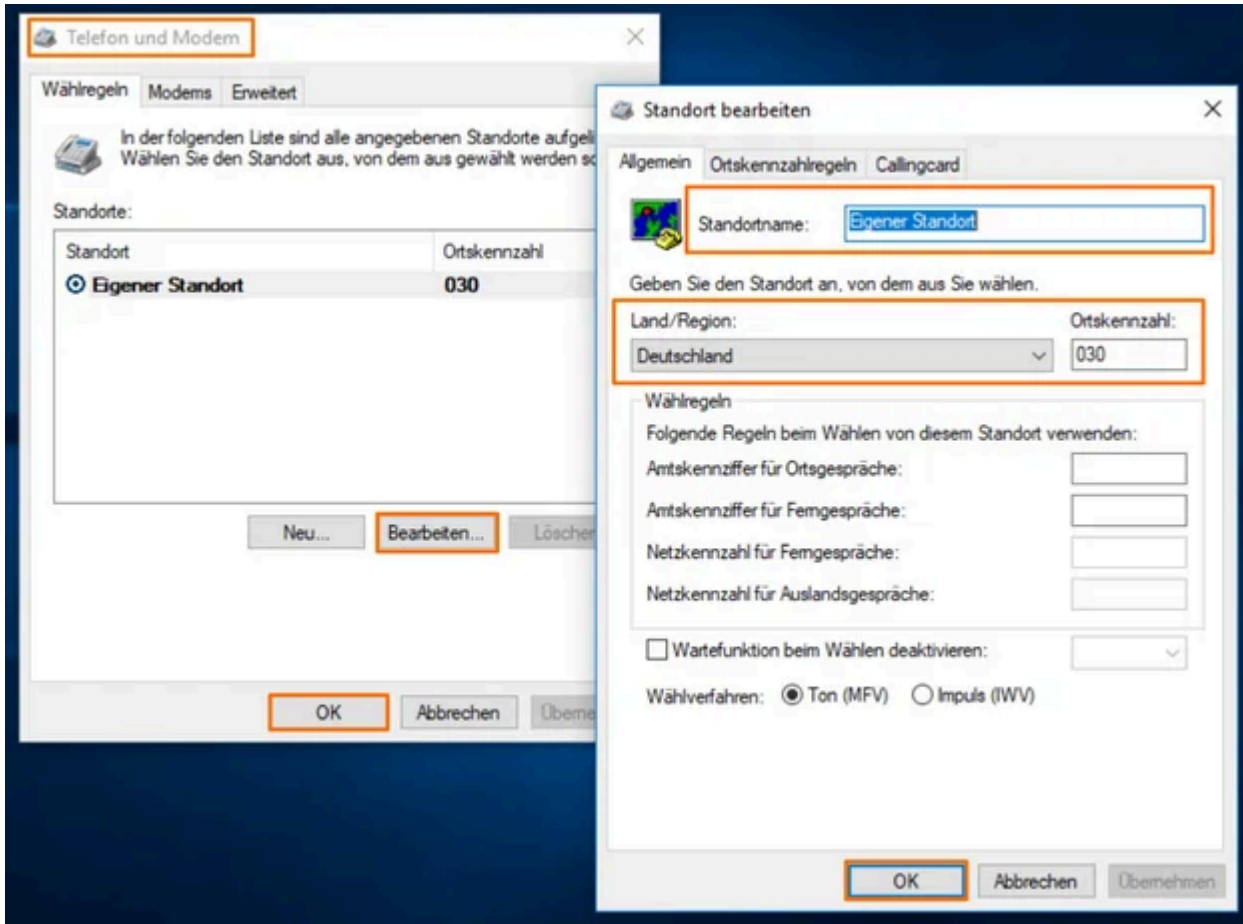 Telefon und Modem
Wählregeln Modems Erweitert
In der folgenden Liste sind alle angegebenen Standorte
Wählen Sie den Standort aus, von dem aus gewählt werden
Standorte:
Standort Ortskennzahl
Eigener Standort 030
Neu... Bearbeiten...
OK Abbrechen
Standort bearbeiten
Allgemein Ortskennzahlregeln Callingcard
Standortname: Eigener Standort
Geben Sie den Standort an, von dem aus Sie wählen.
Land/Region: Ortskennzahl:
Deutschland 030
Wählregeln
Folgende Regeln beim Wählen von diesem Standort verwenden:
Amtskennziffer für Ortsgespräche:
Amtskennziffer für Ferngespräche:
Netzkennzahl für Ferngespräche:
Netzkennzahl für Auslandsgespräche:
Wartefunktion beim Wählen deaktivieren:
Wählverfahren: Ton (MFV) Impuls (IWV)
OK Abbrechen Übernehmen